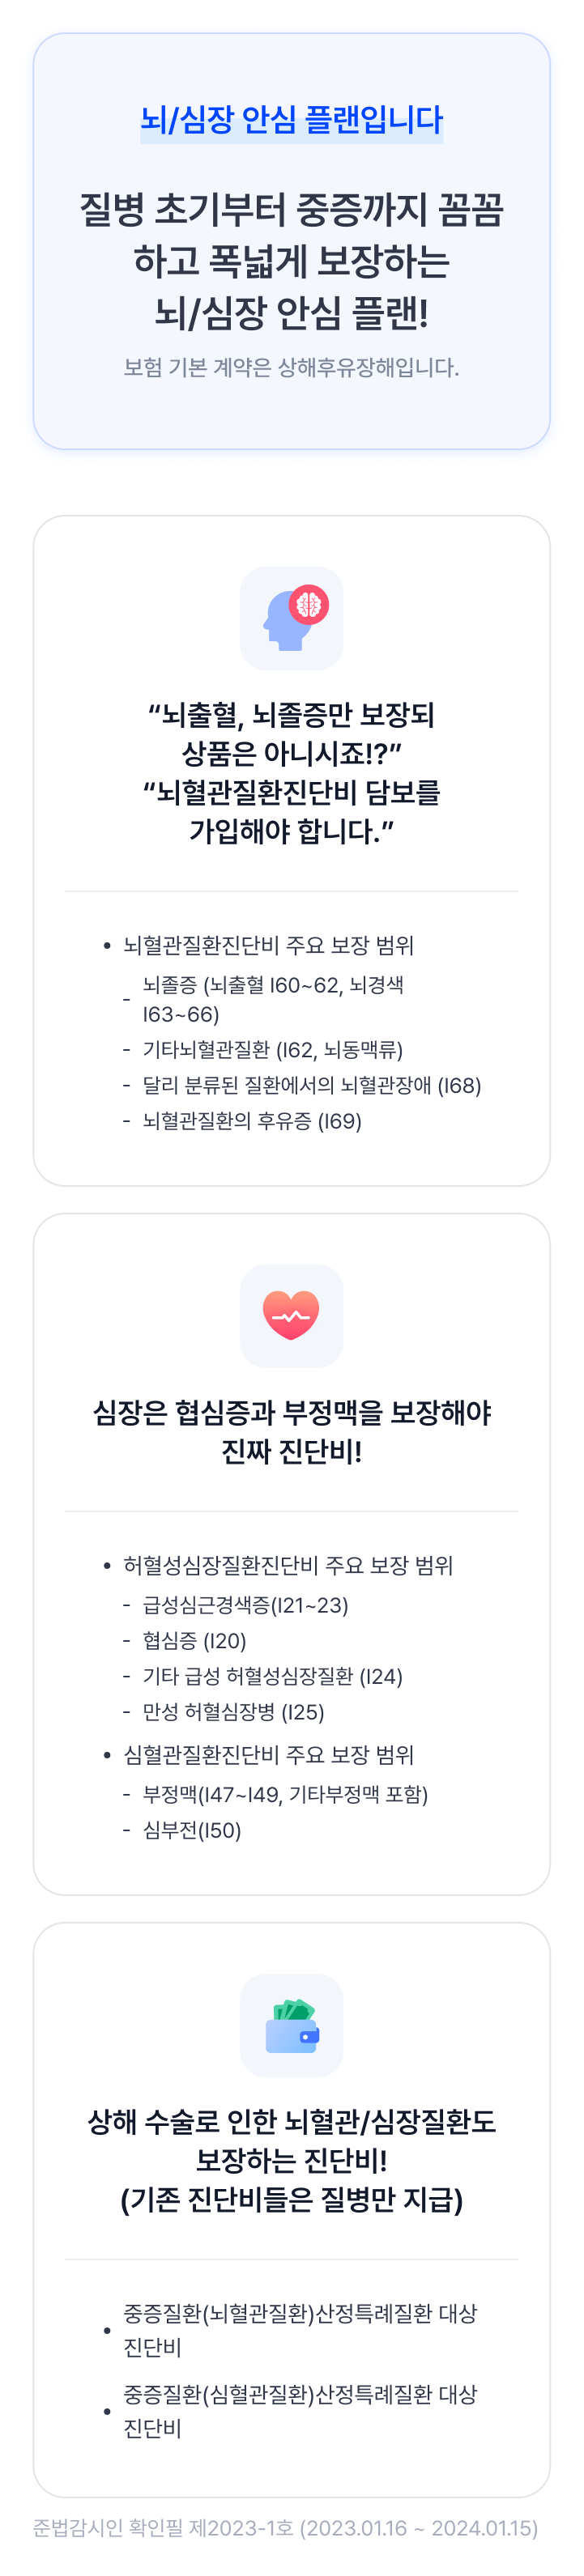 뇌/심장 안심 플랜입니다
질병 초기부터 중증까지 꼼꼼
하고 폭넓게 보장하는
뇌/심장 안심 플랜!
보험 기본 계약은 상해후유장해입니다.
“뇌출혈, 뇌졸증만 보장되
상품은 아니시죠!?”
“뇌혈관질환진단비 담보를
가입해야 합니다.”
• 뇌혈관질환진단비 주요 보장 범위
- 뇌졸증 (뇌출혈 I60~62, 뇌경색
I63~66)
- 기타뇌혈관질환 (I62, 뇌동맥류)
- 달리 분류된 질환에서의 뇌혈관장애 (I68)
- 뇌혈관질환의 후유증 (I69)
심장은 협심증과 부정맥을 보장해야
진짜 진단비!
• 허혈성심장질환진단비 주요 보장 범위
- 급성심근경색증(I21~23)
- 협심증 (I20)
- 기타 급성 허혈성심장질환 (I24)
- 만성 허혈심장병 (I25)
• 심혈관질환진단비 주요 보장 범위
- 부정맥(I47~I49, 기타부정맥 포함)
- 심부전(I50)
상해 수술로 인한 뇌혈관/심장질환도
보장하는 진단비!
(기존 진단비들은 질병만 지급)
• 중증질환(뇌혈관질환)산정특례질환 대상
진단비
• 중증질환(심혈관질환)산정특례질환 대상
진단비
준법감시인 확인필 제2023-1호 (2023.01.16 ~ 2024.01.15)